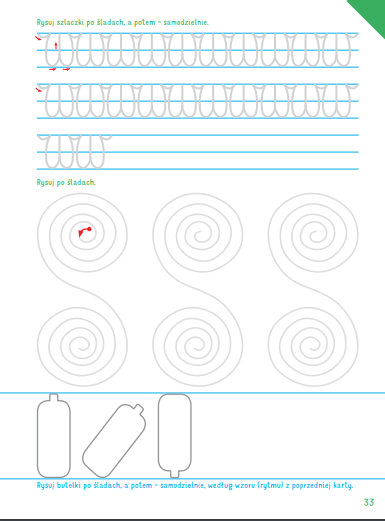 Rysuj szlaczki po śladach, a potem – samodzielnie.
Rysuj po śladach.
Rysuj butelki po śladach, a potem – samodzielnie, według wzoru (rytmu) z poprzedniej karty.
33